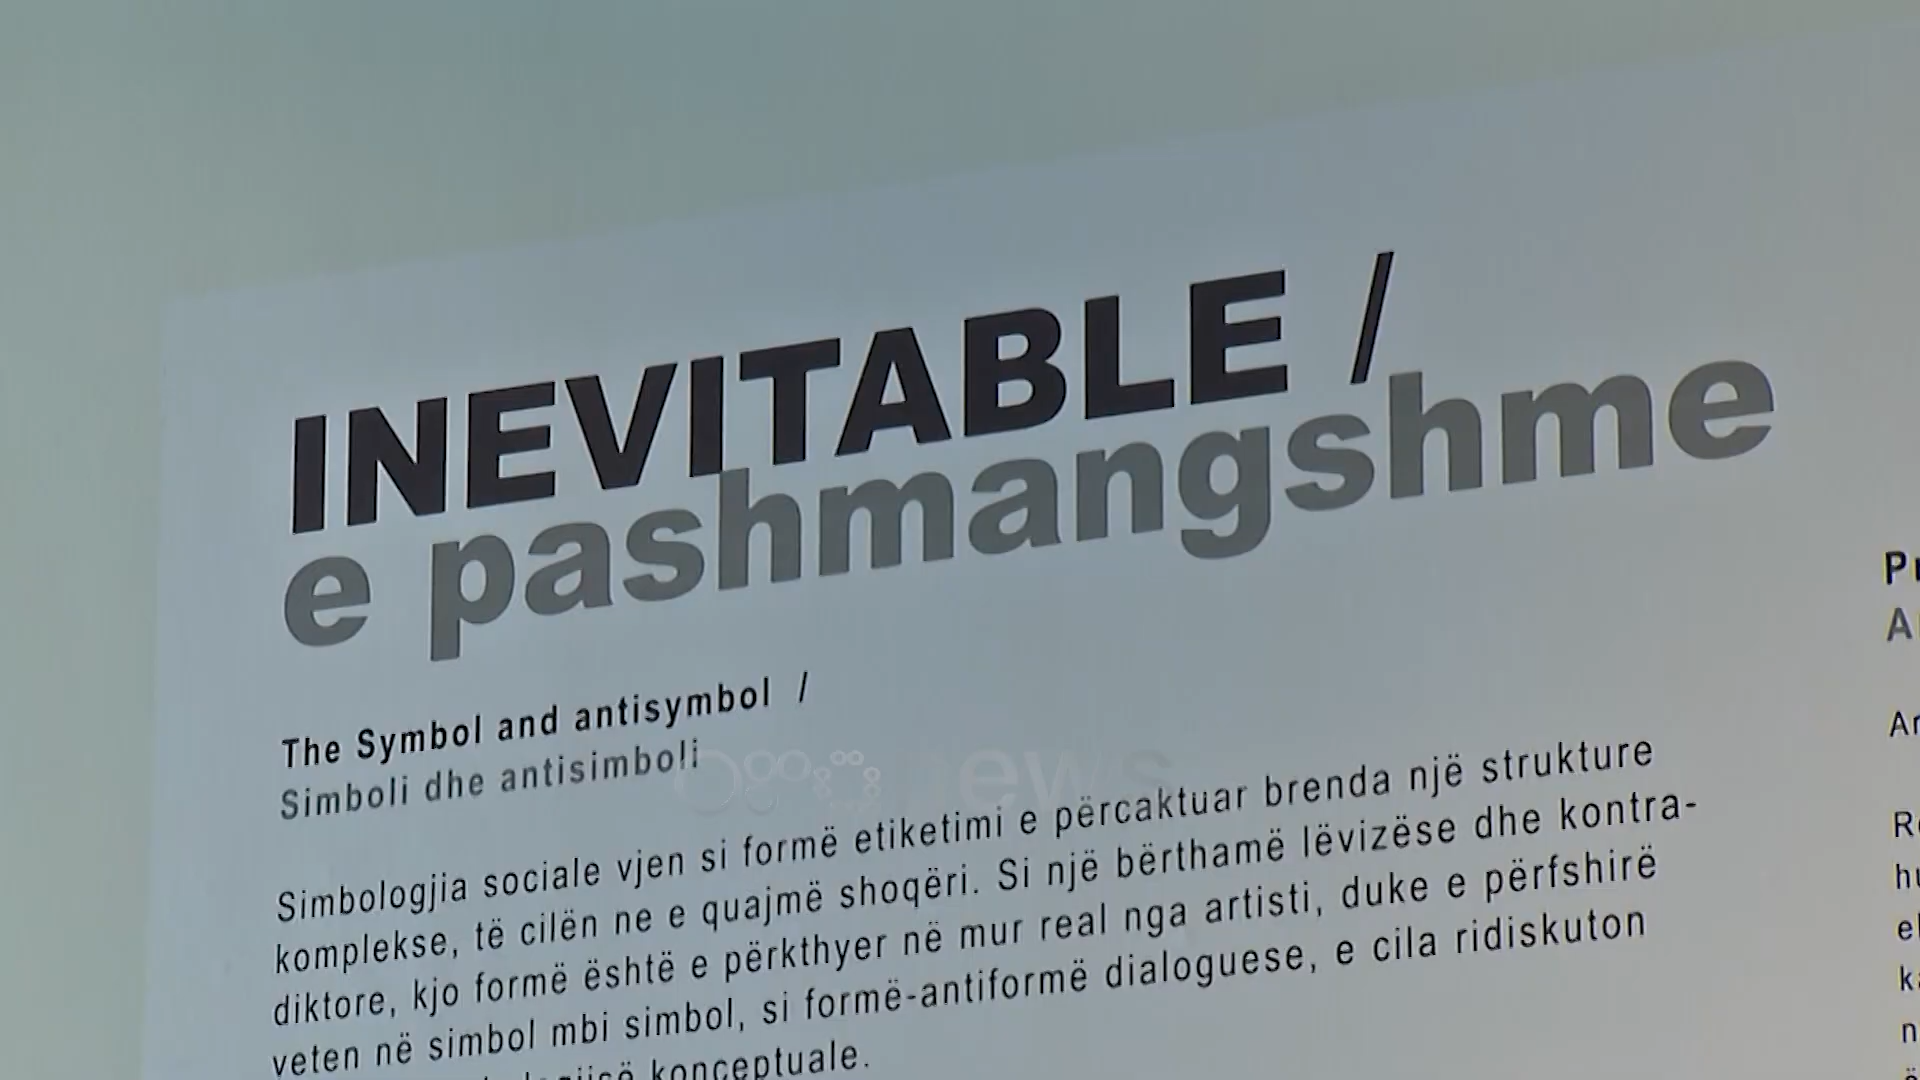 INEVITABLE /
e pashmangshme
The Symbol and antisymbol /
Simboli dhe antisimboli
news
Simbologjia sociale vjen si formë etiketimi e përcaktuar brenda një strukture
komplekse, të cilën ne e quajmë shoqëri. Si një bërthamë lëvizëse dhe kontra-
diktore, kjo formë është e përkthyer në mur real nga artisti, duke e përfshirë
veten në simbol mbi simbol, si formë-antiformë dialoguese, e cila ridiskuton
konceptuale.